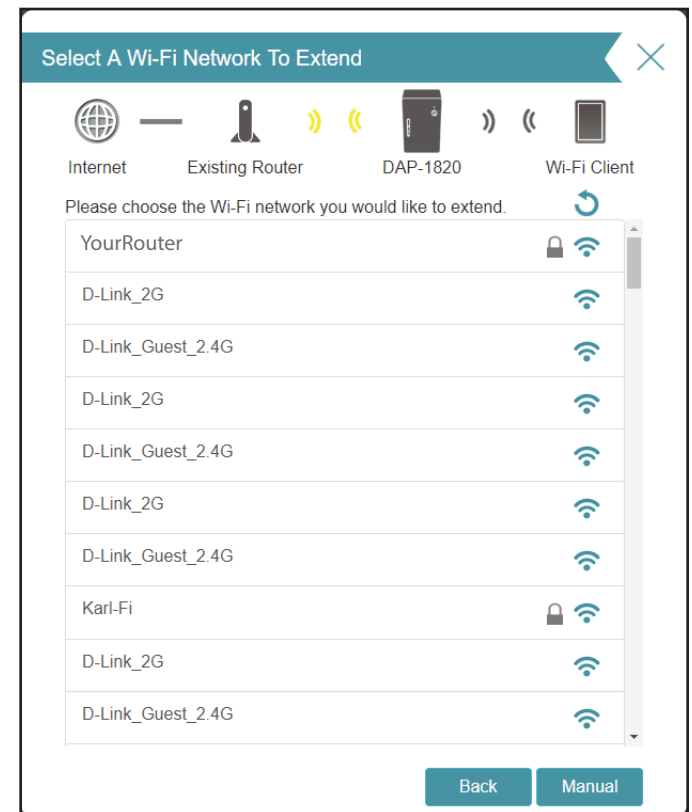 Select A Wi-Fi Network To Extend
Internet Existing Router DAP-1820 Wi-Fi Client
Please choose the Wi-Fi network you would like to extend.
YourRouter
D-Link_2G
D-Link_Guest_2.4G
D-Link_2G
D-Link_Guest_2.4G
D-Link_2G
D-Link_Guest_2.4G
Karl-Fi
D-Link_2G
D-Link_Guest_2.4G
Back Manual